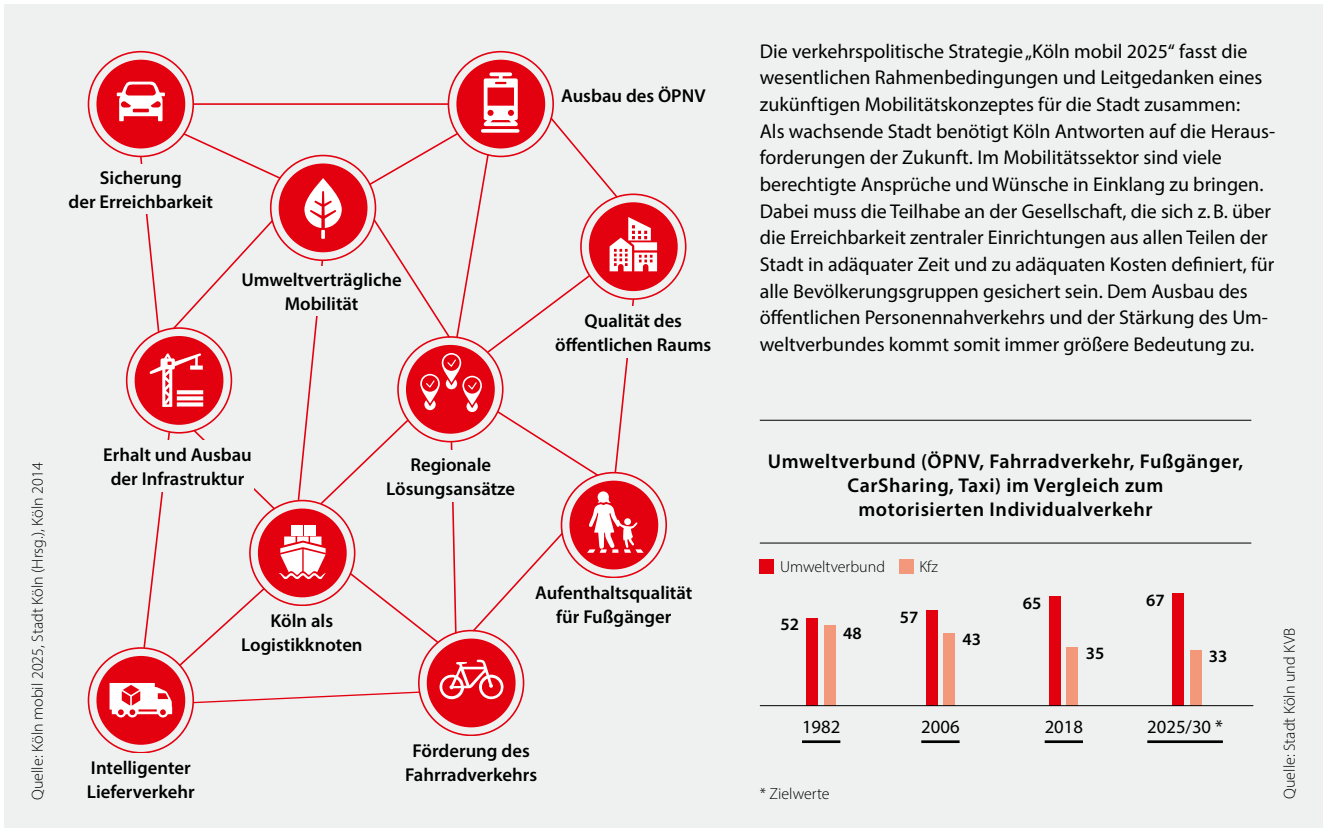 Sicherung
der Erreichbarkeit
Ausbau des ÖPNV
Umweltverträgliche
Mobilität
Qualität des
öffentlichen Raums
Erhalt und Ausbau
der Infrastruktur
Regionale
Lösungsansätze
Köln als
Logistikknoten
Aufenthaltsqualität
für Fußgänger
Intelligenter
Lieferverkehr
Förderung des
Fahrradverkehrs
Quelle: Köln mobil 2025, Stadt Köln (Hrsg.), Köln 2014
Die verkehrspolitische Strategie „Köln mobil 2025“ fasst die
wesentlichen Rahmenbedingungen und Leitgedanken eines
zukünftigen Mobilitätskonzeptes für die Stadt zusammen:
Als wachsende Stadt benötigt Köln Antworten auf die Heraus-
forderungen der Zukunft. Im Mobilitätssektor sind viele
berechtigte Ansprüche und Wünsche in Einklang zu bringen.
Dabei muss die Teilhabe an der Gesellschaft, die sich z. B. über
die Erreichbarkeit zentraler Einrichtungen aus allen Teilen der
Stadt in adäquater Zeit und zu adäquaten Kosten definiert, für
alle Bevölkerungsgruppen gesichert sein. Dem Ausbau des
öffentlichen Personennahverkehrs und der Stärkung des Um-
weltverbundes kommt somit immer größere Bedeutung zu.
Umweltverbund (ÖPNV, Fahrradverkehr, Fußgänger,
CarSharing, Taxi) im Vergleich zum
motorisierten Individualverkehr
Umweltverbund Kfz
52 48 57 43 65 35 67 33
1982 2006 2018 2025/30 *
* Zielwerte
Quelle: Stadt Köln und KVB